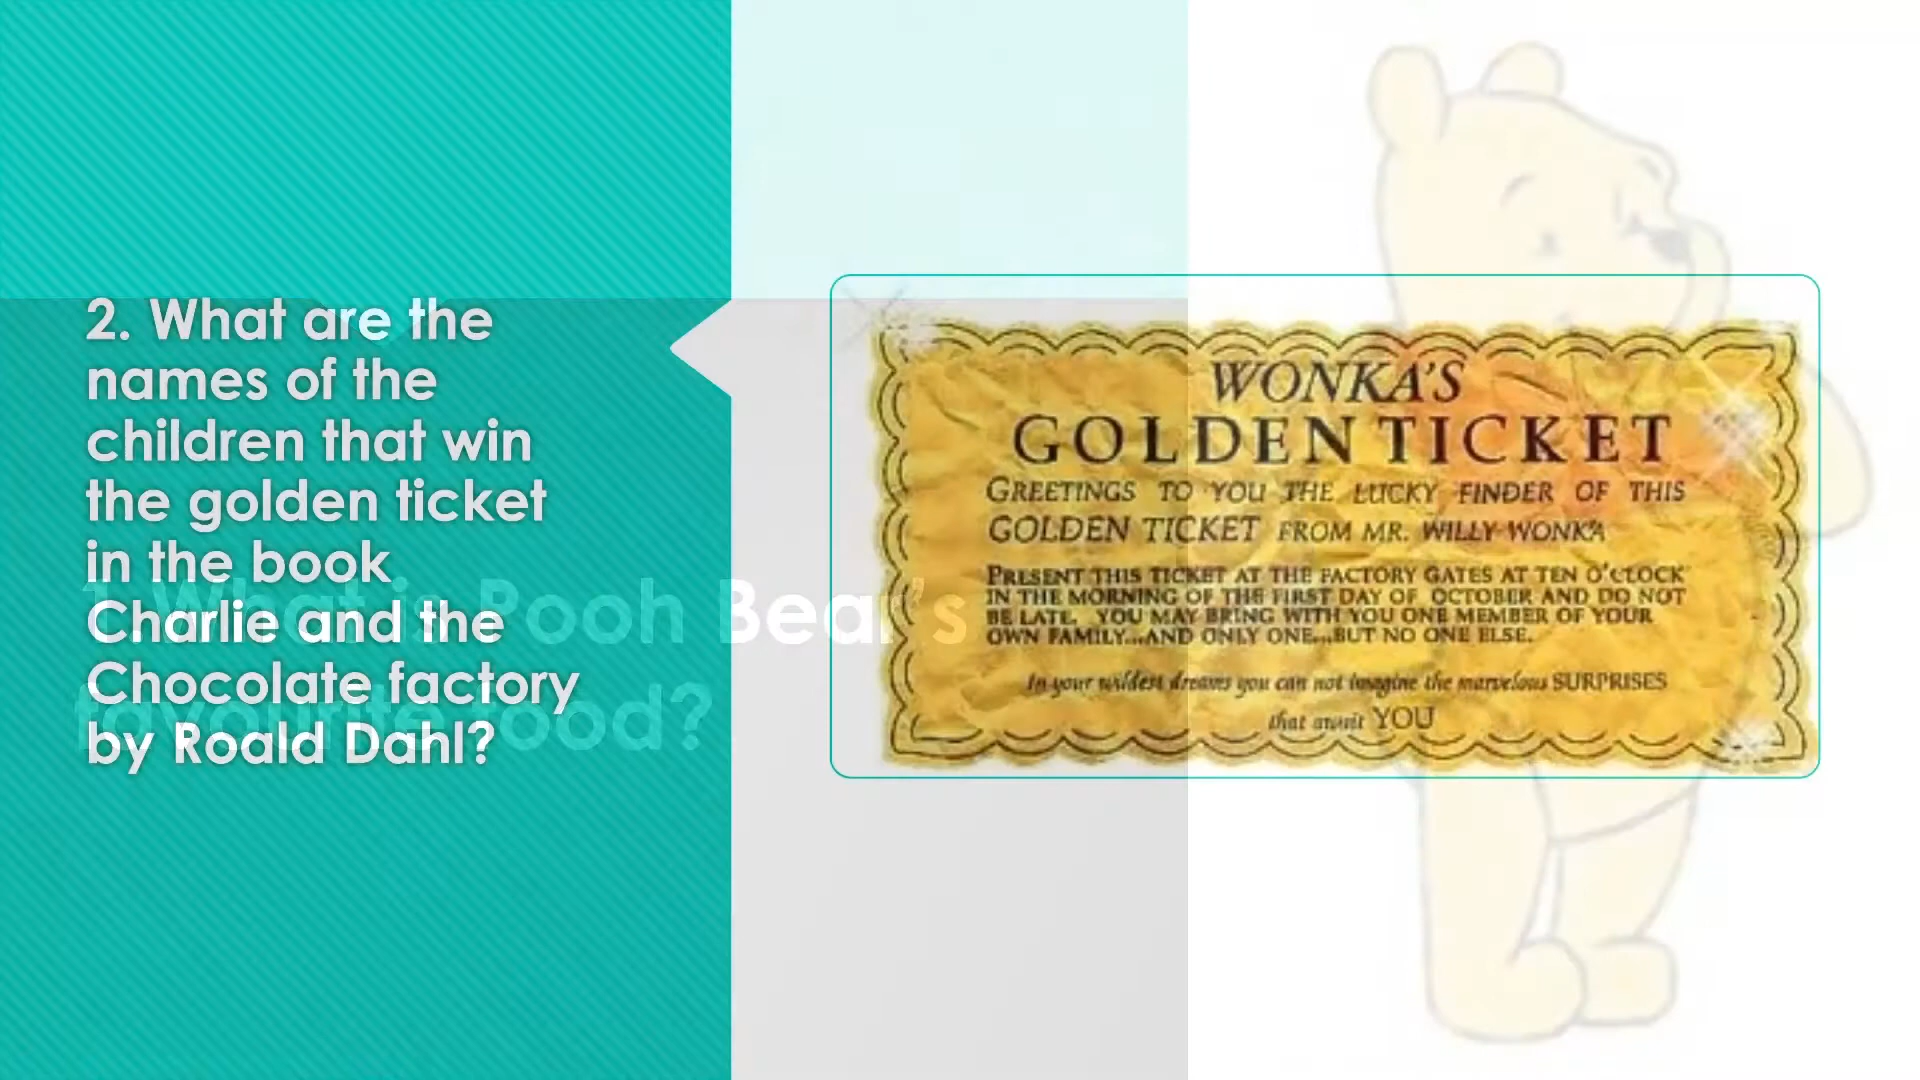 2. What are the
names of the
children that win
the golden ticket
in the book
Charlie and the
Chocolate factory
by Roald Dahl?
1. What is Pooh Bear's
favourite food?
WONKA'S
GOLDEN TICKET
GREETINGS TO YOU THE LUCKY FINDER OF THIS
GOLDEN TICKET FROM MR. WILLY WONKA
PRESENT THIS TICKET AT THE FACTORY GATES AT TEN O'CLOCK
IN THE MORNING OF THE FIRST DAY OF OCTOBER AND DO NOT
BE LATE. YOU MAY BRING WITH YOU ONE MEMBER OF YOUR
OWN FAMILY...AND ONLY ONE...BUT NO ONE ELSE.
In your wildest dreams you can not imagine the marvelous SURPRISES
that await YOU